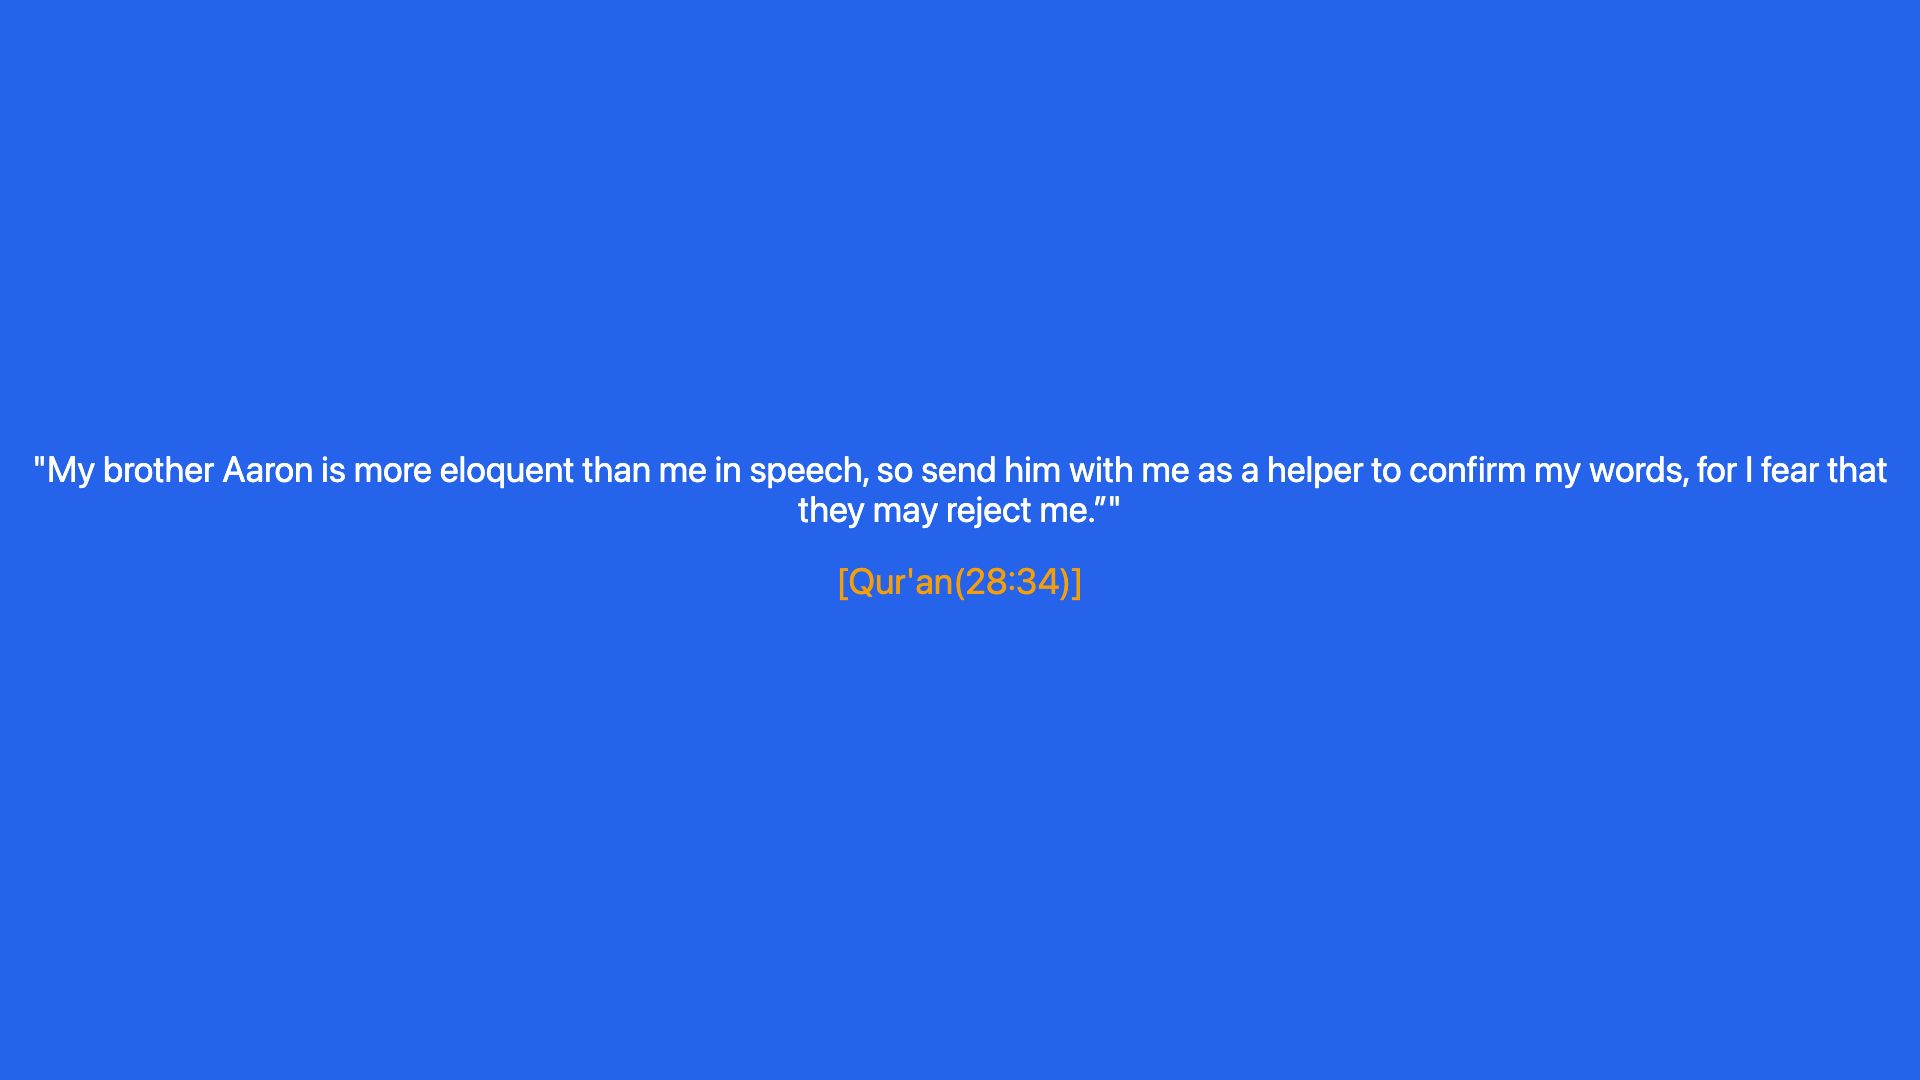 "My brother Aaron is more eloquent than me in speech, so send him with me as a helper to confirm my words, for I fear that
they may reject me.”"
[Qur'an(28:34)]